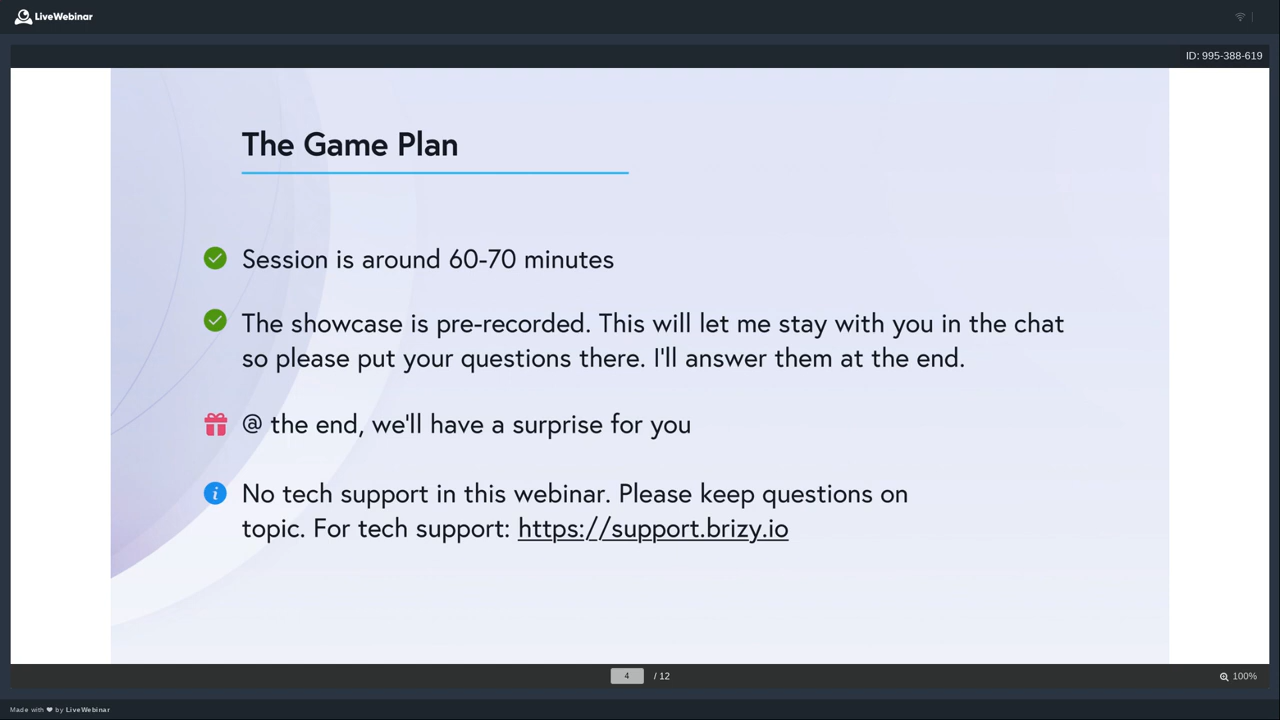 LiveWebinar
ID: 995-388-619
The Game Plan
Session is around 60-70 minutes
The showcase is pre-recorded. This will let me stay with you in the chat
so please put your questions there. I'll answer them at the end.
@ the end, we'll have a surprise for you
No tech support in this webinar. Please keep questions on
topic. For tech support: https://support.brizy.io
4 / 12
100%
Made with ❤ by LiveWebinar